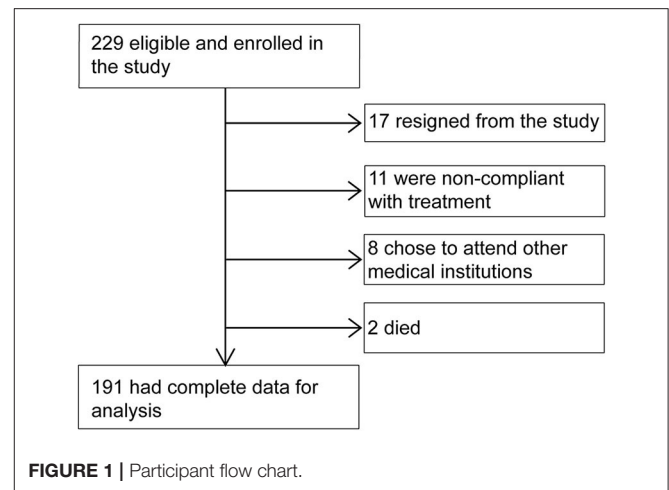 229 eligible and enrolled in
the study
17 resigned from the study
11 were non-compliant
with treatment
8 chose to attend other
medical institutions
2 died
191 had complete data for
analysis
FIGURE 1 | Participant flow chart.